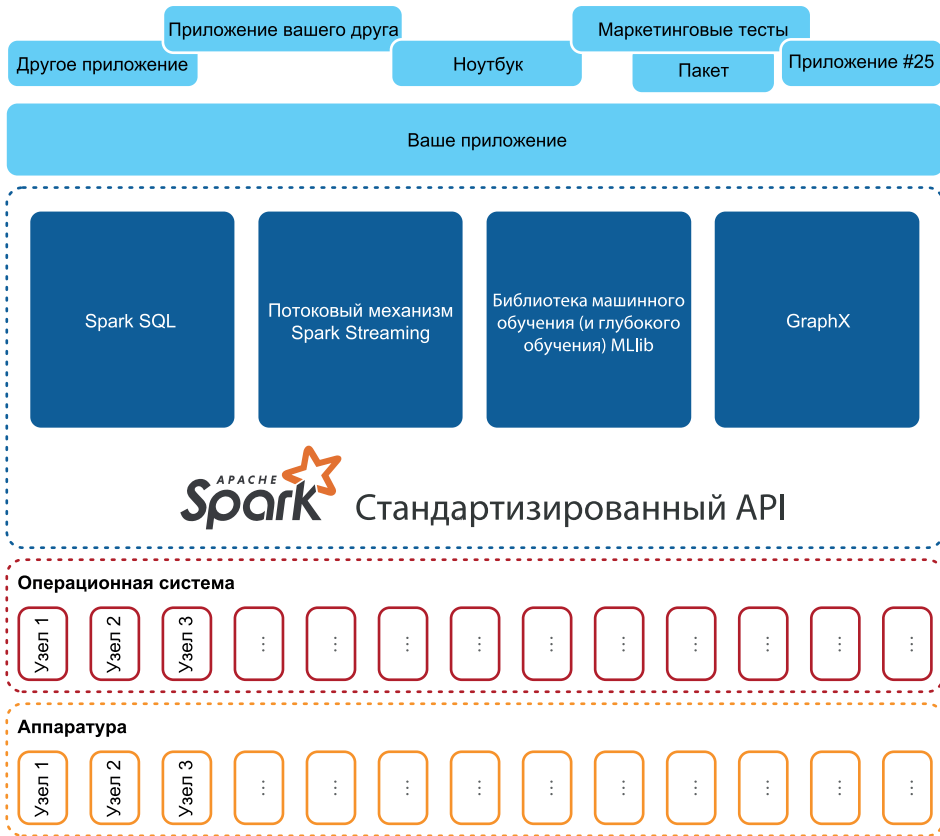 Приложение вашего друга
Маркетинговые тесты
Другое приложение
Ноутбук
Пакет
Приложение #25
Ваше приложение
Spark SQL
Потоковый механизм
Spark Streaming
Библиотека машинного
обучения (и глубокого
обучения) MLlib
GraphX
APACHE
Spark
Стандартизированный API
Операционная система
Узел 1
Узел 2
Узел 3
...
...
...
...
...
...
...
...
...
...
Аппаратура
Узел 1
Узел 2
Узел 3
...
...
...
...
...
...
...
...
...
...